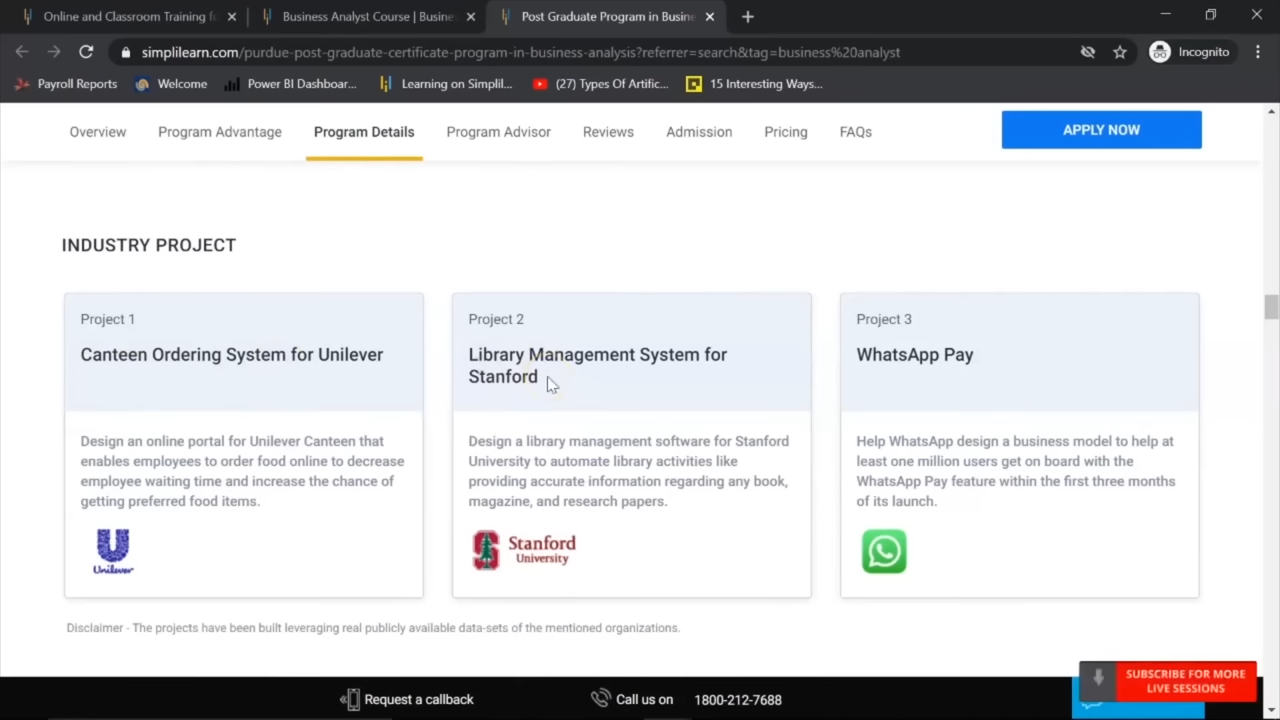 Online and Classroom Training f
Business Analyst Course | Busine
Post Graduate Program in Busine
simplilearn.com/purdue-post-graduate-certificate-program-in-business-analysis?referrer=search&tag=business%20analyst
Incognito
Payroll Reports
Welcome
Power BI Dashboar...
Learning on Simplil...
(27) Types Of Artific...
15 Interesting Ways...
Overview
Program Advantage
Program Details
Program Advisor
Reviews
Admission
Pricing
FAQs
APPLY NOW
INDUSTRY PROJECT
Project 1
Canteen Ordering System for Unilever
Design an online portal for Unilever Canteen that
enables employees to order food online to decrease
employee waiting time and increase the chance of
getting preferred food items.
Unilever
Project 2
Library Management System for
Stanford
Design a library management software for Stanford
University to automate library activities like
providing accurate information regarding any book,
magazine, and research papers.
S
Stanford
University
Project 3
WhatsApp Pay
Help WhatsApp design a business model to help at
least one million users get on board with the
WhatsApp Pay feature within the first three months
of its launch.
Disclaimer - The projects have been built leveraging real publicly available data-sets of the mentioned organizations.
SUBSCRIBE FOR MORE
LIVE SESSIONS
Request a callback
Call us on
1800-212-7688